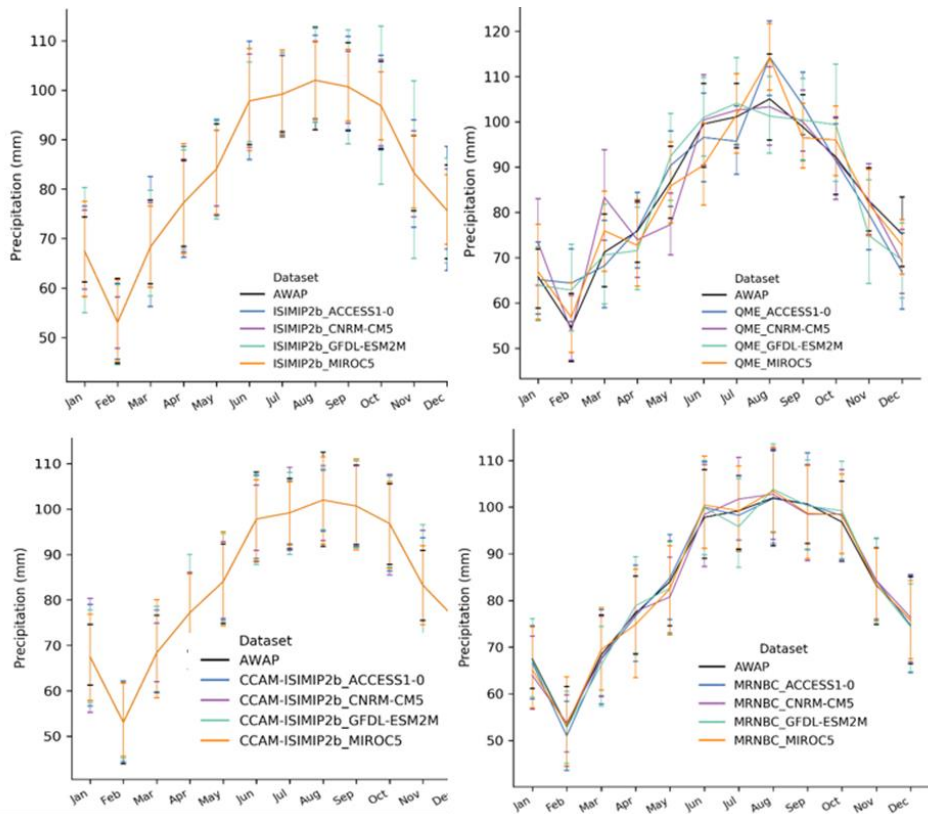 Precipitation (mm)
110
100
90
80
70
60
50
Dataset
AWAP
ISIMIP2b_ACCESS1-0
ISIMIP2b_CNRM-CM5
ISIMIP2b_GFDL-ESM2M
ISIMIP2b_MIROC5
Jan Feb Mar Apr May Jun Jul Aug Sep Oct Nov Dec
Precipitation (mm)
120
110
100
90
80
70
60
50
Dataset
AWAP
QME_ACCESS1-0
QME_CNRM-CM5
QME_GFDL-ESM2M
QME_MIROC5
Jan Feb Mar Apr May Jun Jul Aug Sep Oct Nov Dec
Precipitation (mm)
110
100
90
80
70
60
50
Dataset
AWAP
CCAM-ISIMIP2b_ACCESS1-0
CCAM-ISIMIP2b_CNRM-CM5
CCAM-ISIMIP2b_GFDL-ESM2M
CCAM-ISIMIP2b_MIROC5
Jan Feb Mar Apr May Jun Jul Aug Sep Oct Nov
Precipitation (mm)
110
100
90
80
70
60
50
Dataset
AWAP
MRNBC_ACCESS1-0
MRNBC_CNRM-CM5
MRNBC_GFDL-ESM2M
MRNBC_MIROC5
Jan Feb Mar Apr May Jun Jul Aug Sep Oct Nov Dec